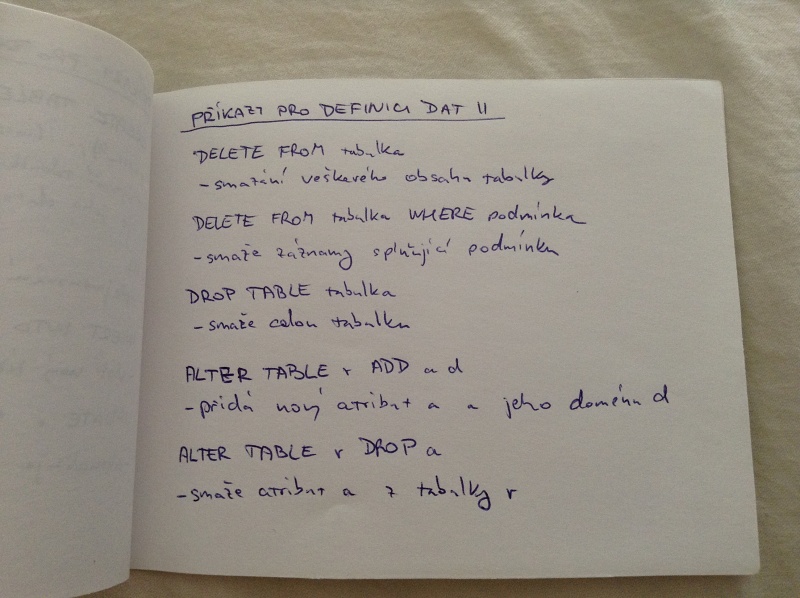 PŘÍKAZY PRO DEFINICI DAT II
DELETE FROM tabulka
- smazání veškerého obsahu tabulky
DELETE FROM tabulka WHERE podmínka
- smaže záznamy splňující podmínku
DROP TABLE tabulka
- smaže celou tabulku
ALTER TABLE r ADD a d
- přidá nový atribut a a jeho doménu d
ALTER TABLE r DROP a
- smaže atribut a z tabulky r